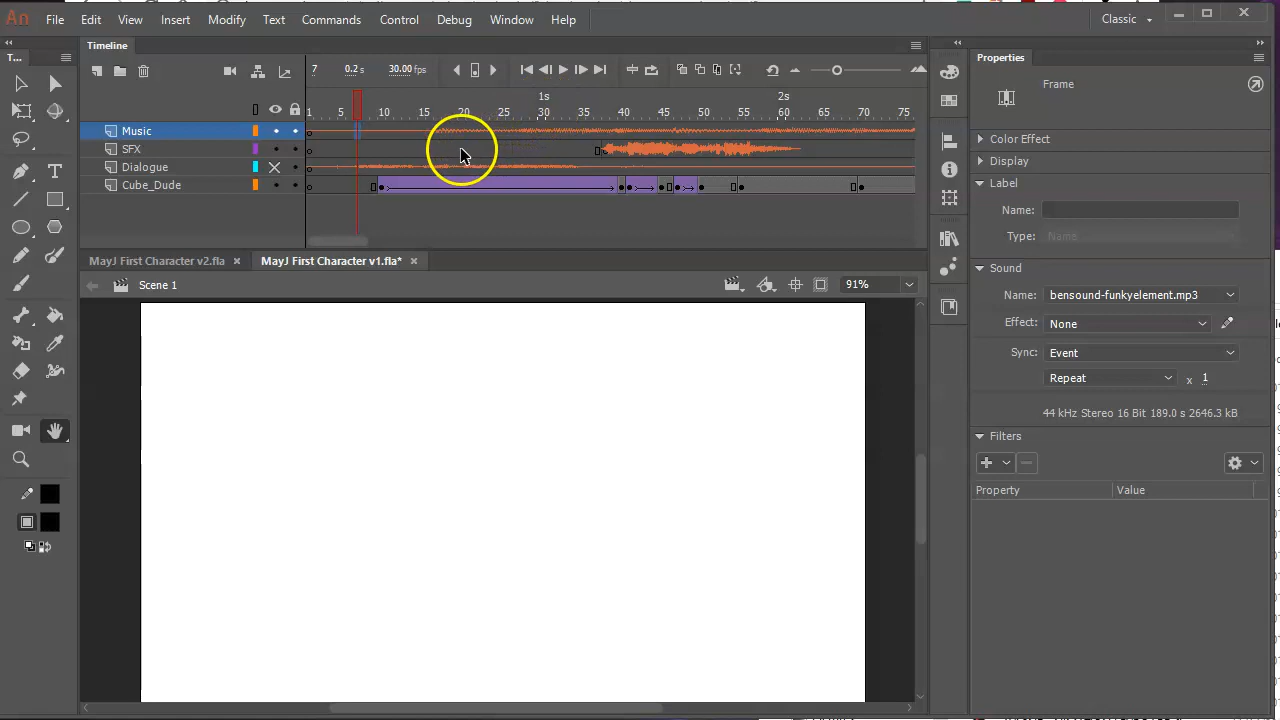 An File Edit View Insert Modify Text Commands Control Debug Window Help Classic
T...
Timeline
Properties
7 0.2 s 30.00 fps
Frame
1s 2s
1 5 15 20 25 30 35 40 45 50 55 60 65 70 75
Music
SFX
Dialogue
Cube_Dude
Color Effect
Display
Label
Name:
Type: Name
MayJ First Character v2.fla × MayJ First Character v1.fla* ×
Scene 1 91%
Sound
Name: bensound-funkyelement.mp3
Effect: None
Sync: Event
Repeat x 1
44 kHz Stereo 16 Bit 189.0 s 2646.3 kB
Filters
Property Value